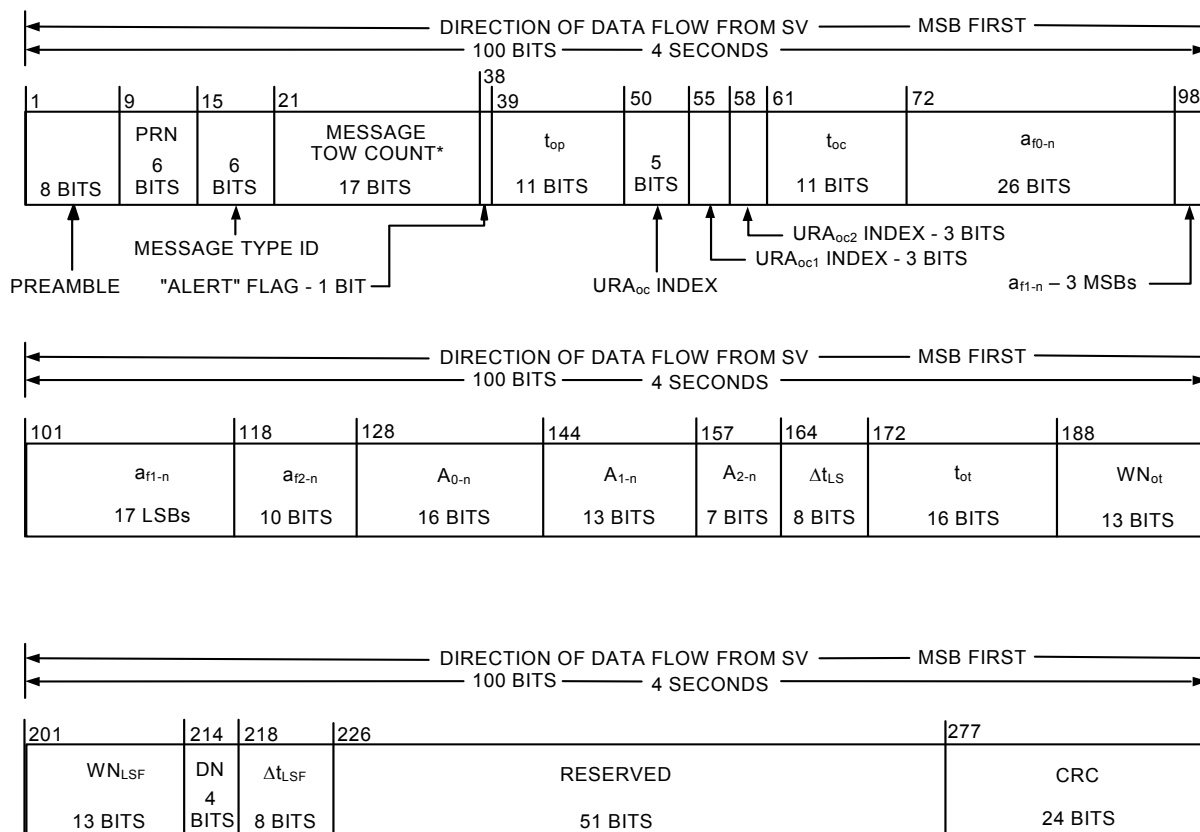 DIRECTION OF DATA FLOW FROM SV MSB FIRST
100 BITS 4 SECONDS
1 9 15 21 38 39 50 55 58 61 72 98
8 BITS
PRN
6
BITS
6
BITS
MESSAGE
TOW COUNT*
17 BITS
top
11 BITS
5
BITS
toc
11 BITS
af0-n
26 BITS
PREAMBLE
MESSAGE TYPE ID
"ALERT" FLAG - 1 BIT
URAoc INDEX
URAoc2 INDEX - 3 BITS
URAoc1 INDEX - 3 BITS
af1-n – 3 MSBs
DIRECTION OF DATA FLOW FROM SV MSB FIRST
100 BITS 4 SECONDS
101 118 128 144 157 164 172 188
af1-n
17 LSBs
af2-n
10 BITS
A0-n
16 BITS
A1-n
13 BITS
A2-n
7 BITS
ΔtLS
8 BITS
tot
16 BITS
WNot
13 BITS
DIRECTION OF DATA FLOW FROM SV MSB FIRST
100 BITS 4 SECONDS
201 214 218 226 277
WNLSF
13 BITS
DN
4
BITS
ΔtLSF
8 BITS
RESERVED
51 BITS
CRC
24 BITS